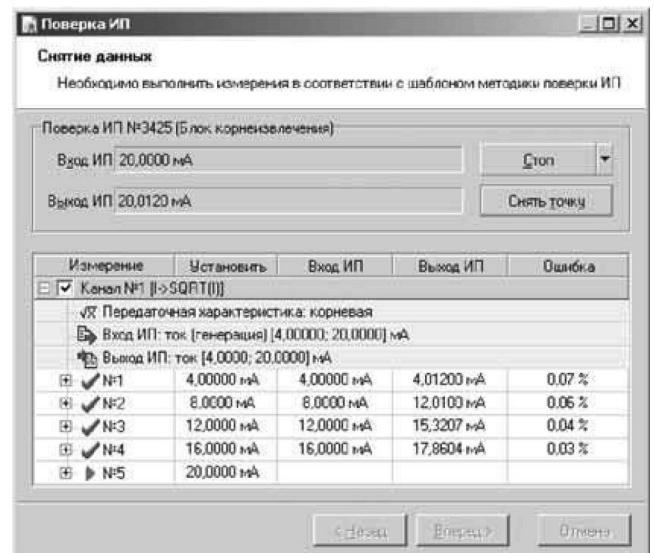 Поверка ИП
Снятие данных
Необходимо выполнить измерения в соответствии с шаблоном методики поверки ИП
Поверка ИП №3425 (Блок корнеизвлечения)
Вход ИП 20,0000 мА
Стоп
Выход ИП 20,0120 мА
Снять точку
Измерение Установить Вход ИП Выход ИП Ошибка
Канал №1 [I->SQRT(I)]
√x Передаточная характеристика: корневая
Вход ИП: ток (генерация) [4,00000; 20,0000] мА
Выход ИП: ток [4,0000; 20,0000] мА
№1 4,00000 мА 4,00000 мА 4,01200 мА 0,07 %
№2 8,0000 мА 8,0000 мА 12,0103 мА 0,06 %
№3 12,0000 мА 12,0000 мА 15,3207 мА 0,04 %
№4 16,0000 мА 16,0000 мА 17,8604 мА 0,03 %
№5 20,0000 мА
< Назад Вперед > Отмена